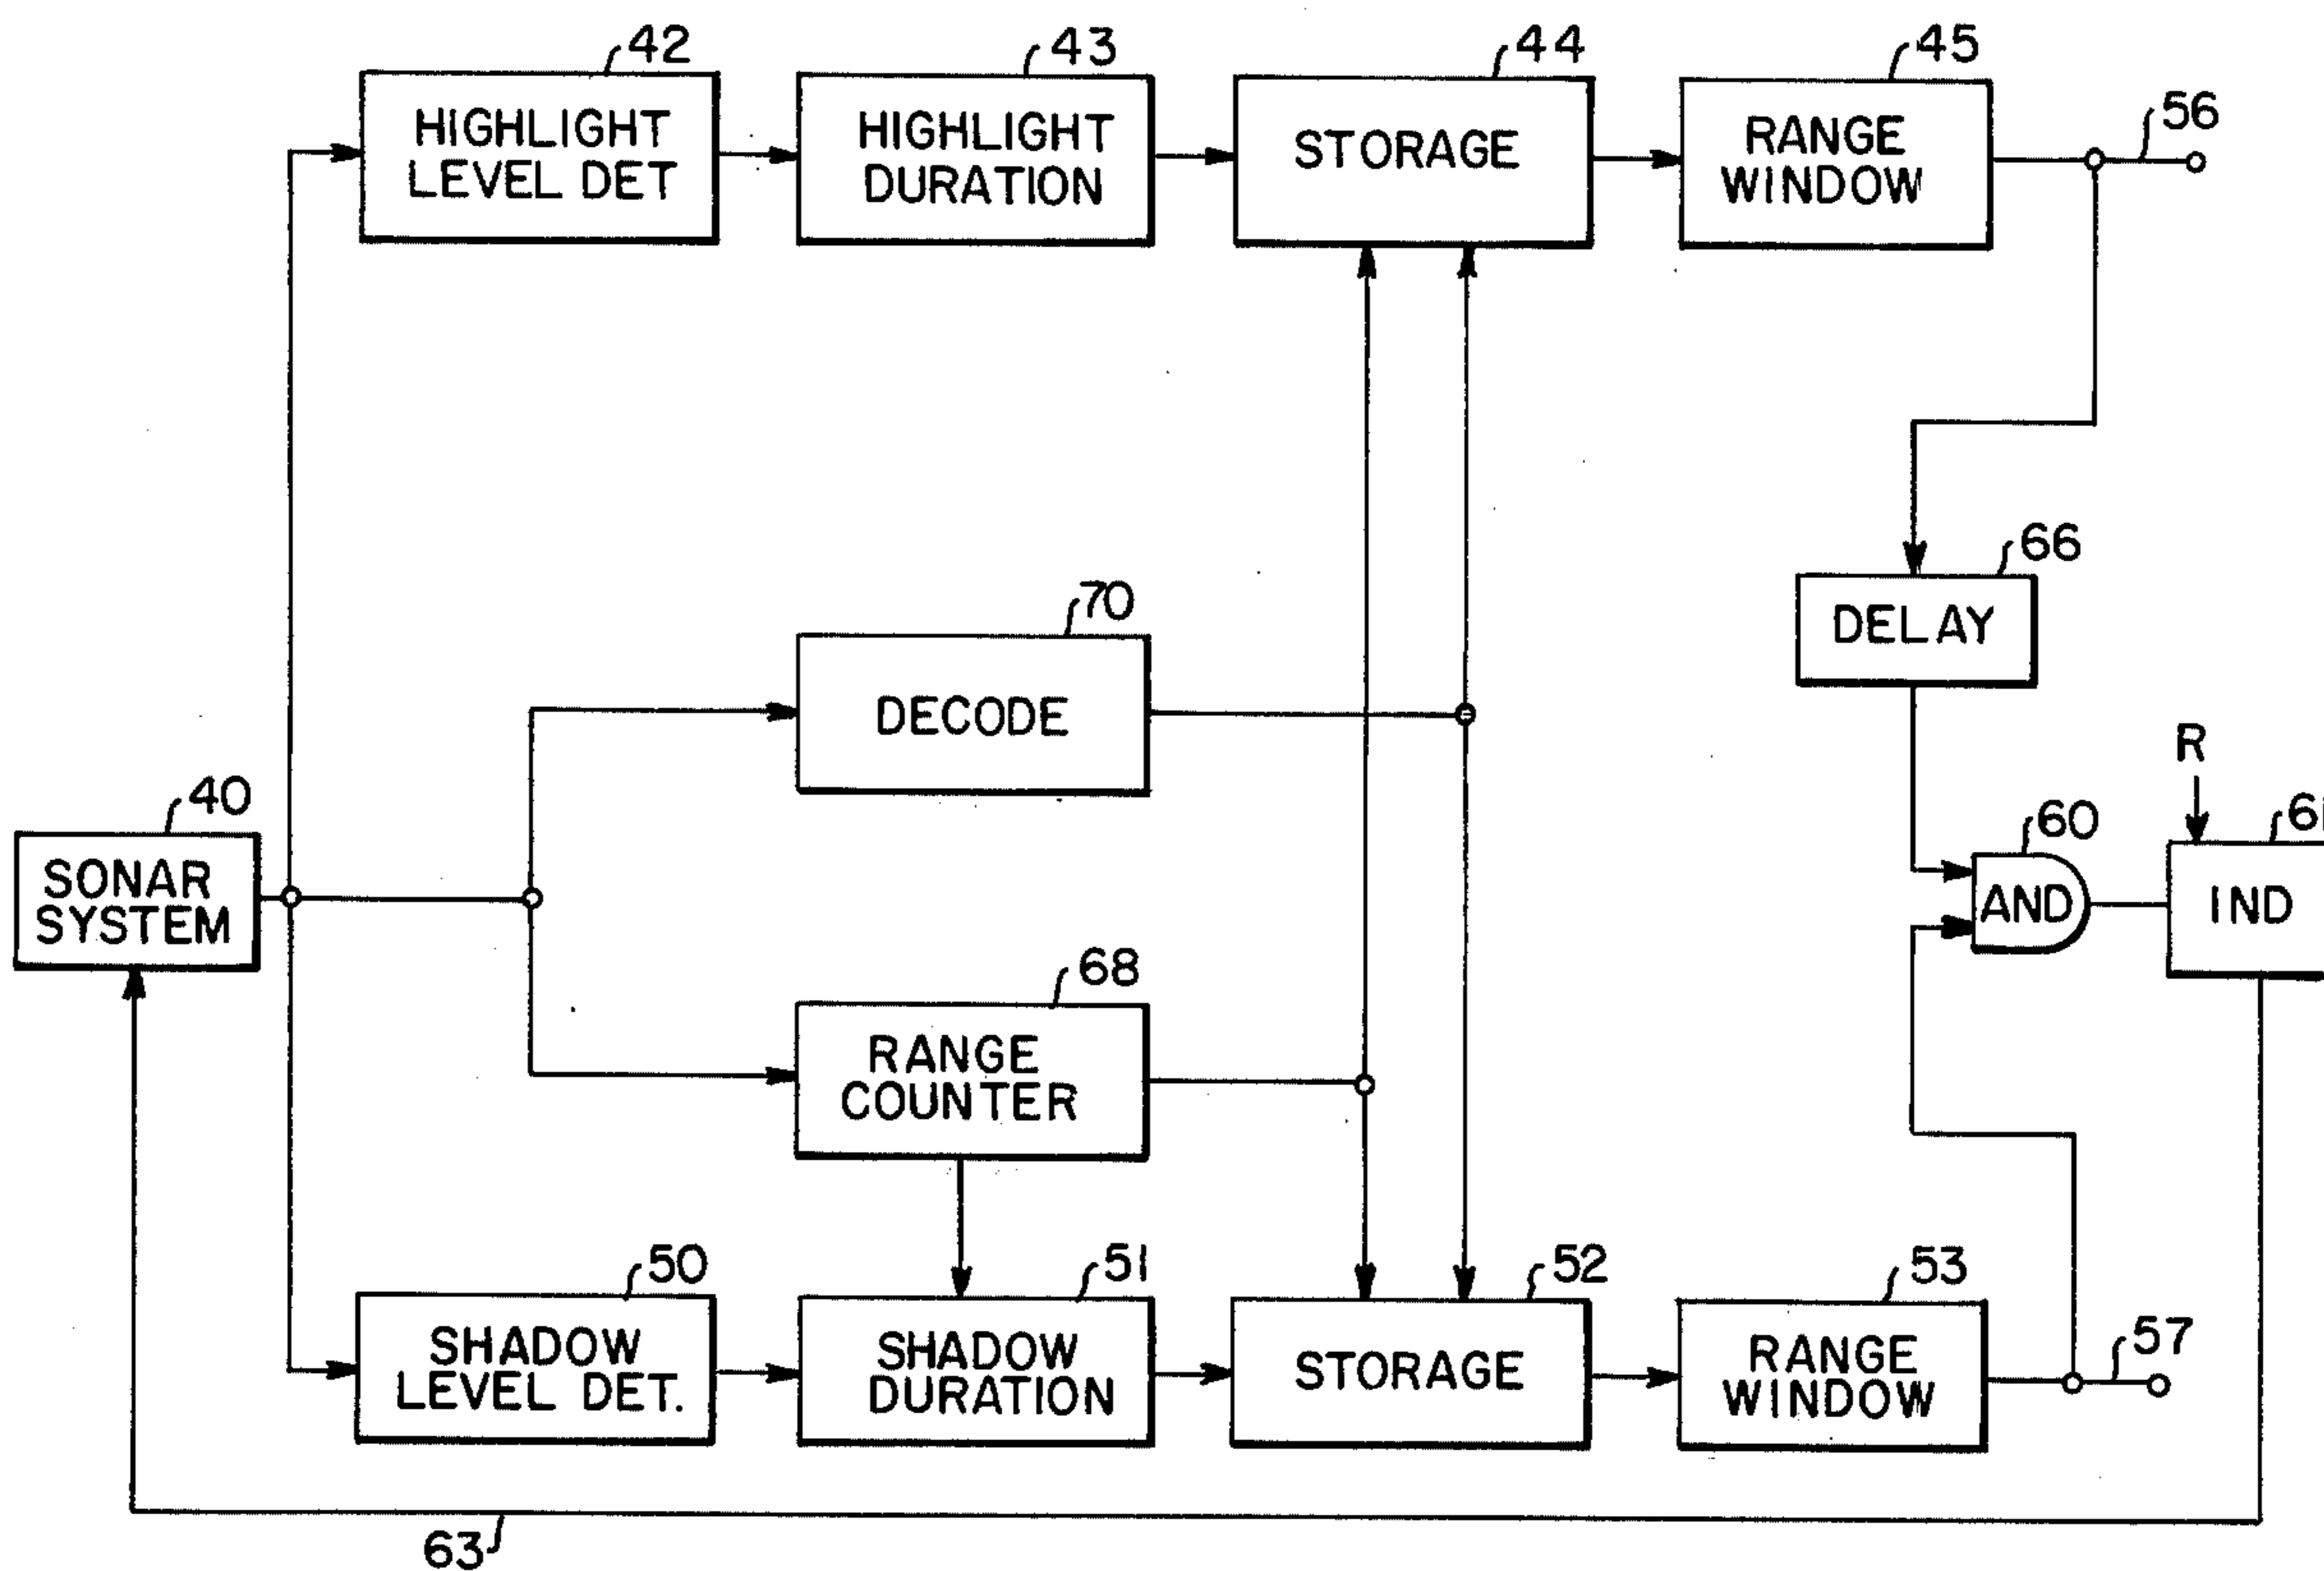 42
43
44
45
HIGHLIGHT
LEVEL DET
HIGHLIGHT
DURATION
STORAGE
RANGE
WINDOW
56
66
DELAY
70
DECODE
R
40
SONAR
SYSTEM
60
AND
IND
68
RANGE
COUNTER
50
51
52
53
SHADOW
LEVEL DET.
SHADOW
DURATION
STORAGE
RANGE
WINDOW
57
63